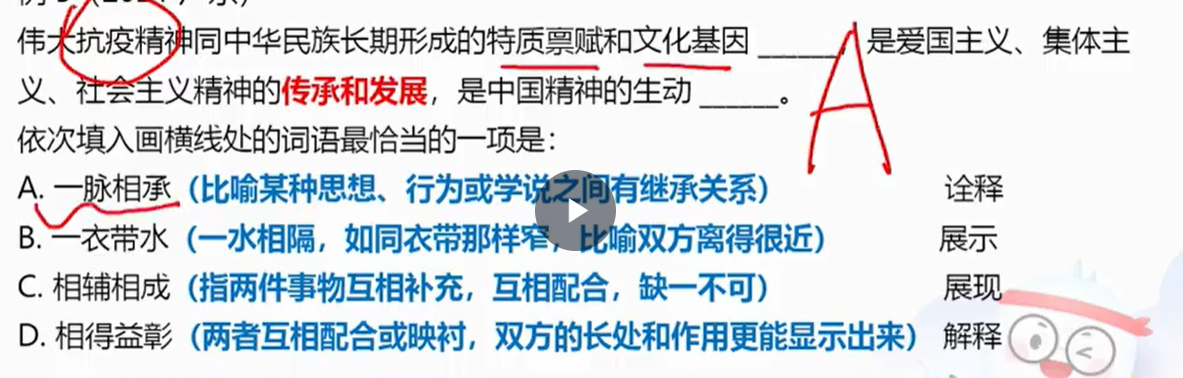 伟大抗疫精神同中华民族长期形成的特质禀赋和文化基因 ______，是爱国主义、集体主
义、社会主义精神的传承和发展，是中国精神的生动 ______。
依次填入画横线处的词语最恰当的一项是：
A. 一脉相承（比喻某种思想、行为或学说之间有继承关系） 诠释
B. 一衣带水（一水相隔，如同衣带那样窄，比喻双方离得很近） 展示
C. 相辅相成（指两件事物互相补充，互相配合，缺一不可） 展现
D. 相得益彰（两者互相配合或映衬，双方的长处和作用更能显示出来） 解释
A